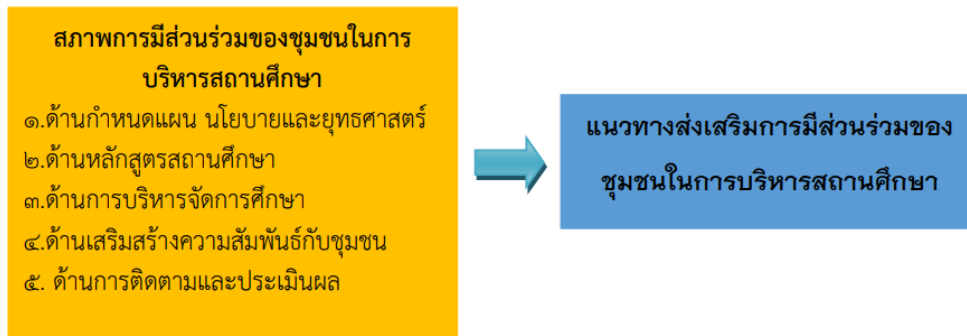 สภาพการมีส่วนร่วมของชุมชนในการ
บริหารสถานศึกษา
๑.ด้านกำหนดแผน นโยบายและยุทธศาสตร์
๒.ด้านหลักสูตรสถานศึกษา
๓.ด้านการบริหารจัดการศึกษา
๔.ด้านเสริมสร้างความสัมพันธ์กับชุมชน
๕. ด้านการติดตามและประเมินผล
แนวทางส่งเสริมการมีส่วนร่วมของ
ชุมชนในการบริหารสถานศึกษา